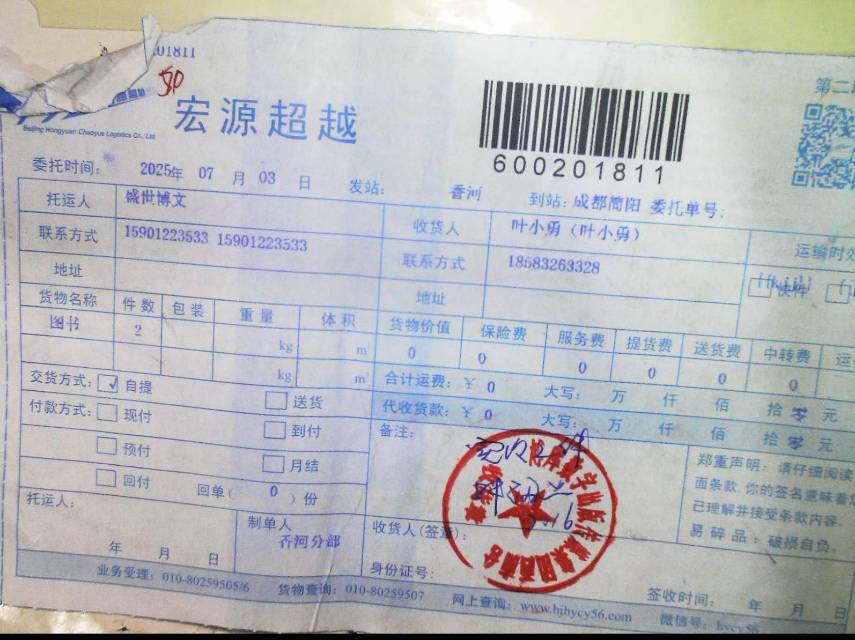 01811
宏源超越
Beijing Hongyuan Chaoyue Logistics Co., Ltd
600201811
第二
委托时间: 2025年 07 月 03 日 发站: 香河 到站: 成都简阳 委托单号:
托运人 盛世博文 收货人 叶小勇（叶小勇） 运输时效
联系方式 15901223533 15901223533 联系方式 18583263328
地址 地址 快件
货物名称 件数 包装 重量 体积 货物价值 保险费 服务费 提货费 送货费 中转费
图书 2 kg m³ 0 0 0 0 0 0
kg m³ 合计运费: ¥ 0 大写: 万 仟 佰 拾 零 元
交货方式: ✓ 自提 送货 代收货款: ¥ 0 大写: 万 仟 佰 拾 零 元
付款方式: 现付 到付 备注:
预付 月结
回付 回单( 0 )份
郑重声明: 请仔细阅读
面条款,你的签名意味着
已理解并接受条款内容。
易碎品: 破损自负。
托运人: 制单人 收货人(签章):
香河分部
年 月 日 身份证号: 签收时间: 年 月 日
业务受理: 010-80259505/6 货物查询: 010-80259507 网上查询: www.bjhycy56.com 微信号: hycy56